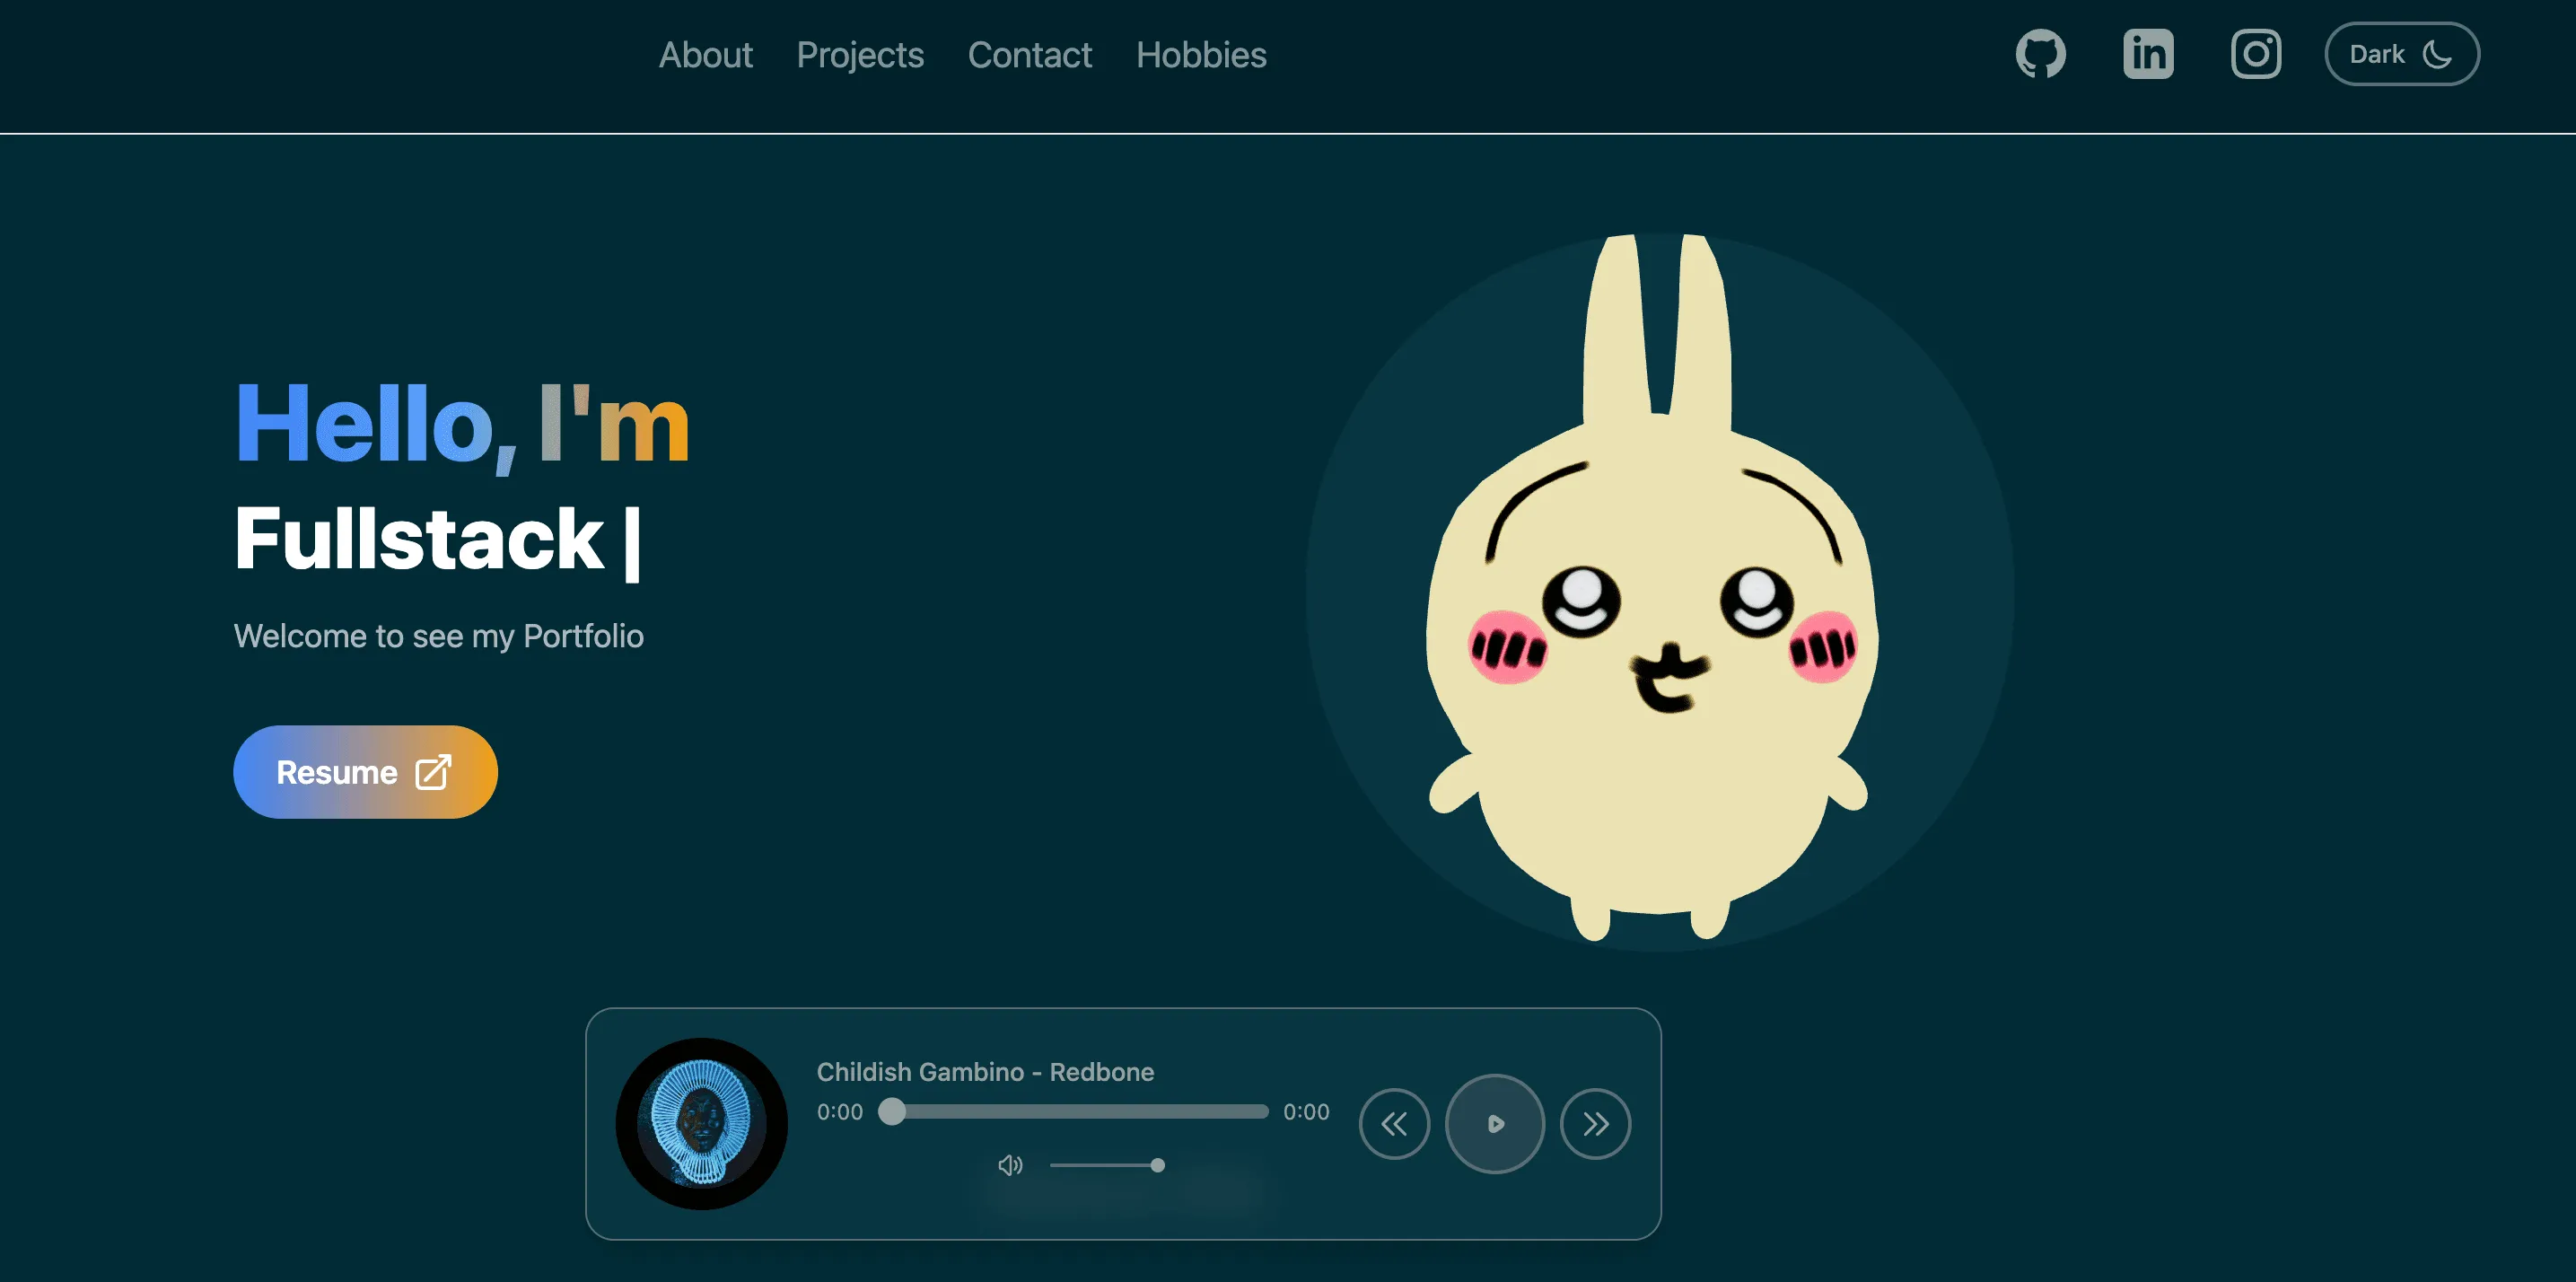 About Projects Contact Hobbies Dark
Hello, I'm
Fullstack |
Welcome to see my Portfolio
Resume
Childish Gambino - Redbone
0:00 0:00